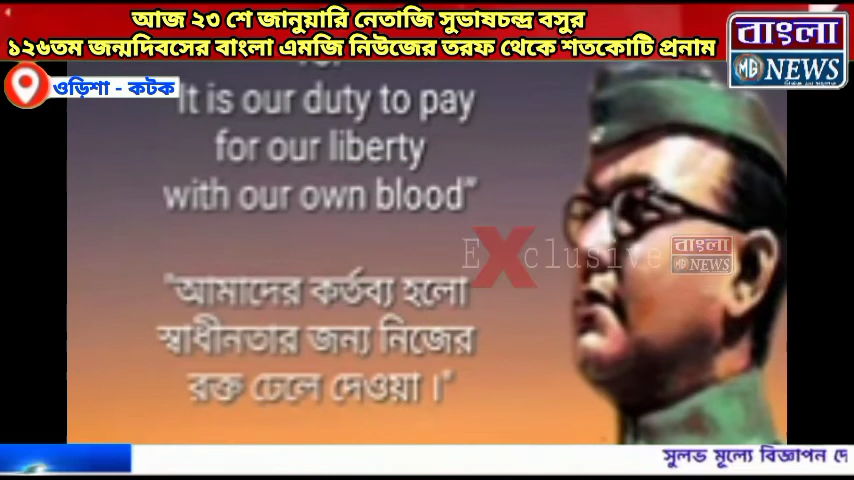 আজ ২৩ শে জানুয়ারি নেতাজি সুভাষচন্দ্র বসুর
১২৬তম জন্মদিবসের বাংলা এমজি নিউজের তরফ থেকে শতকোটি প্রনাম
বাংলা
MG NEWS
ওড়িশা - কটক
"It is our duty to pay
for our liberty
with our own blood"
Exclusive
বাংলা
MG NEWS
"আমাদের কর্তব্য হলো
স্বাধীনতার জন্য নিজের
রক্ত ঢেলে দেওয়া।"
সুলভ মূল্যে বিজ্ঞাপন দে